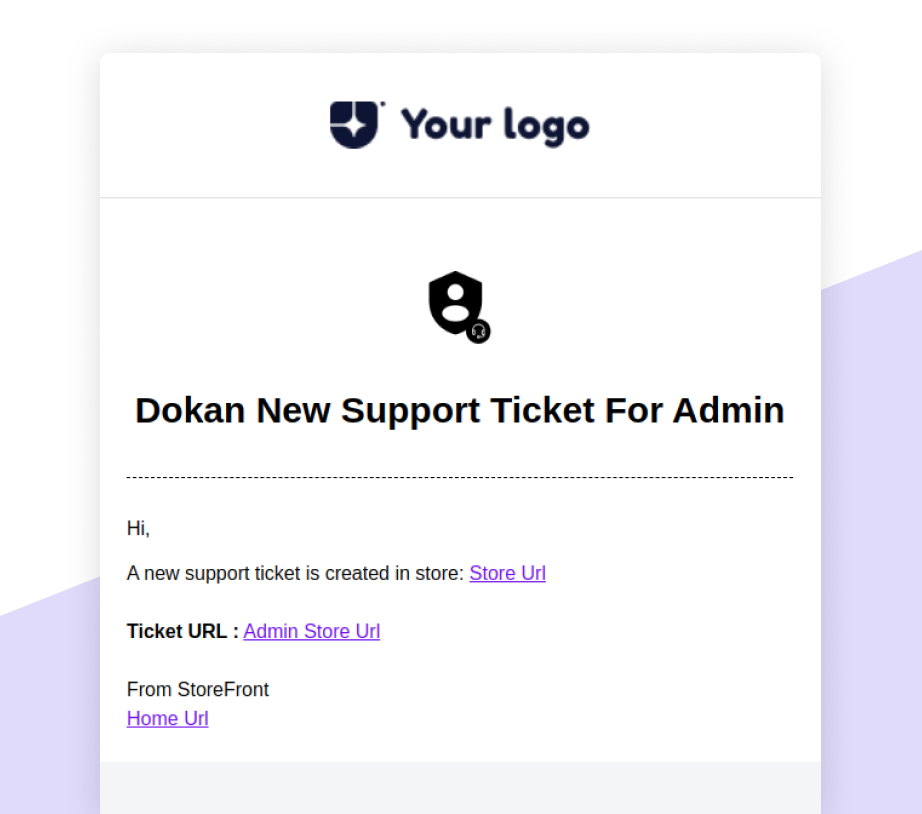 Your logo
Dokan New Support Ticket For Admin
Hi,
A new support ticket is created in store: Store Url
Ticket URL : Admin Store Url
From StoreFront
Home Url